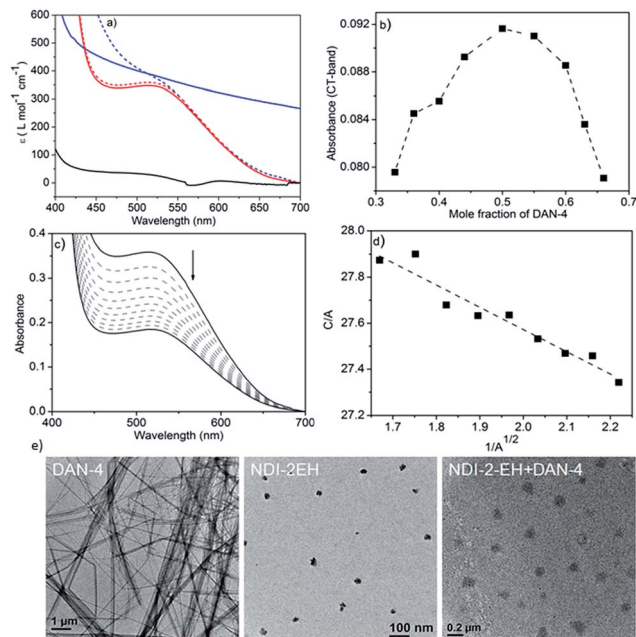 a)
600
500
400
300
200
100
0
ε ( L mol⁻¹ cm⁻¹)
400 450 500 550 600 650 700
Wavelength (nm)
b)
0.092
0.088
0.084
0.080
Absorbance (CT-band)
0.3 0.4 0.5 0.6 0.7
Mole fraction of DAN-4
c)
0.4
0.3
0.2
0.1
0.0
Absorbance
400 500 600 700
Wavelength (nm)
d)
28.0
27.8
27.6
27.4
27.2
C/A
1.7 1.8 1.9 2.0 2.1 2.2
1/A^1/2
e)
DAN-4
1 µm
NDI-2EH
100 nm
NDI-2-EH+DAN-4
0.2 µm